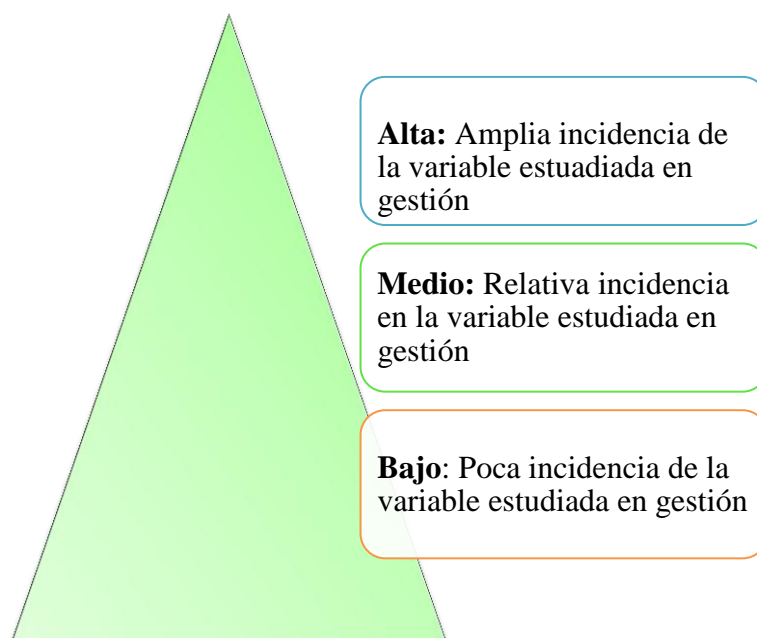 Alta: Amplia incidencia de
la variable estuadiada en
gestión
Medio: Relativa incidencia
en la variable estudiada en
gestión
Bajo: Poca incidencia de la
variable estudiada en gestión